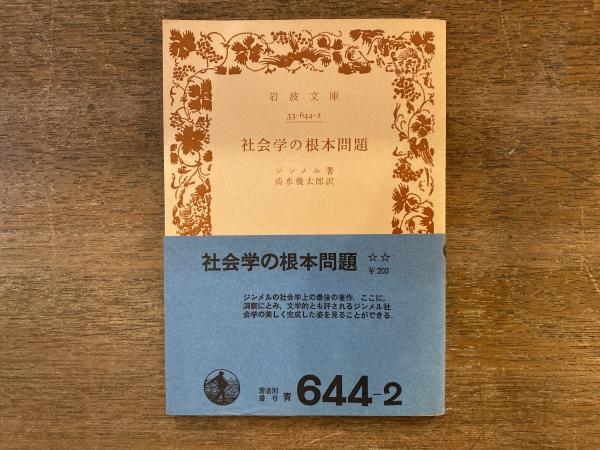 岩波文庫
33-644-2
社会学の根本問題
ジンメル著
清水幾太郎訳
社会学の根本問題 ☆☆
￥200
ジンメルの社会学上の最後の著作．ここに，
洞察にとみ，文学的とも評されるジンメル社
会学の美しく完成した姿を見ることができる．
著者別
番号 青 644-2